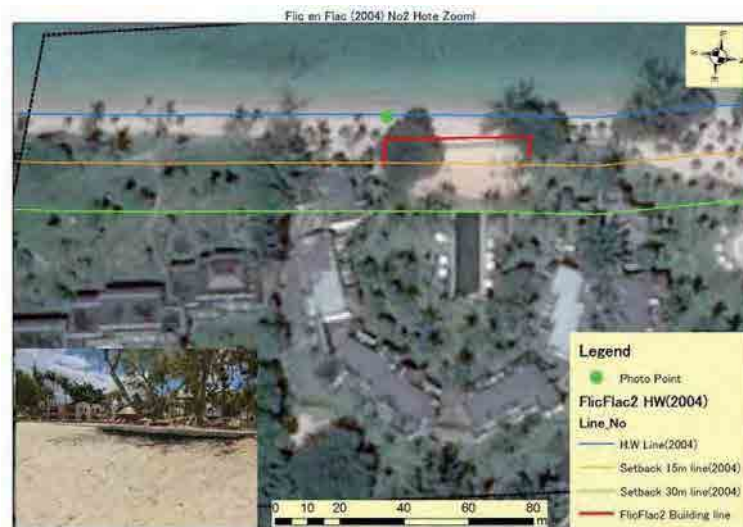 Flic en Flac (2004) No2 Hote Zooml
Legend
Photo Point
FlicFlac2 HW(2004)
Line_No
H.W Line(2004)
Setback 15m line(2004)
Setback 30m line(2004)
FlicFlac2 Building line
0 10 20 40 60 80
m